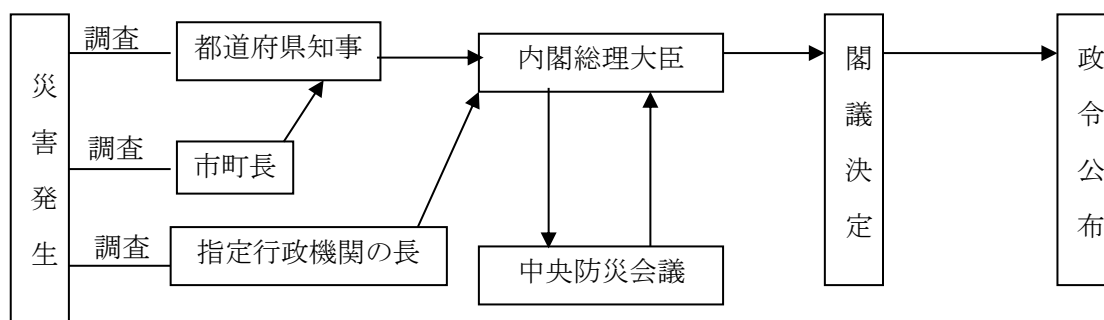 災害発生
調査
都道府県知事
調査
市町長
調査
指定行政機関の長
内閣総理大臣
中央防災会議
閣議決定
政令公布